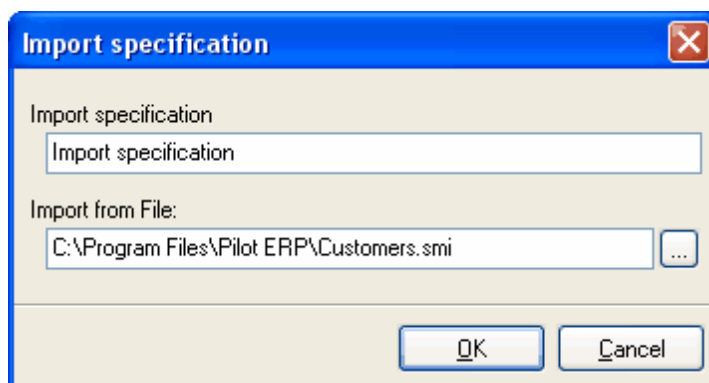 Import specification
Import specification
Import specification
Import from File:
C:\Program Files\Pilot ERP\Customers.smi
...
OK Cancel